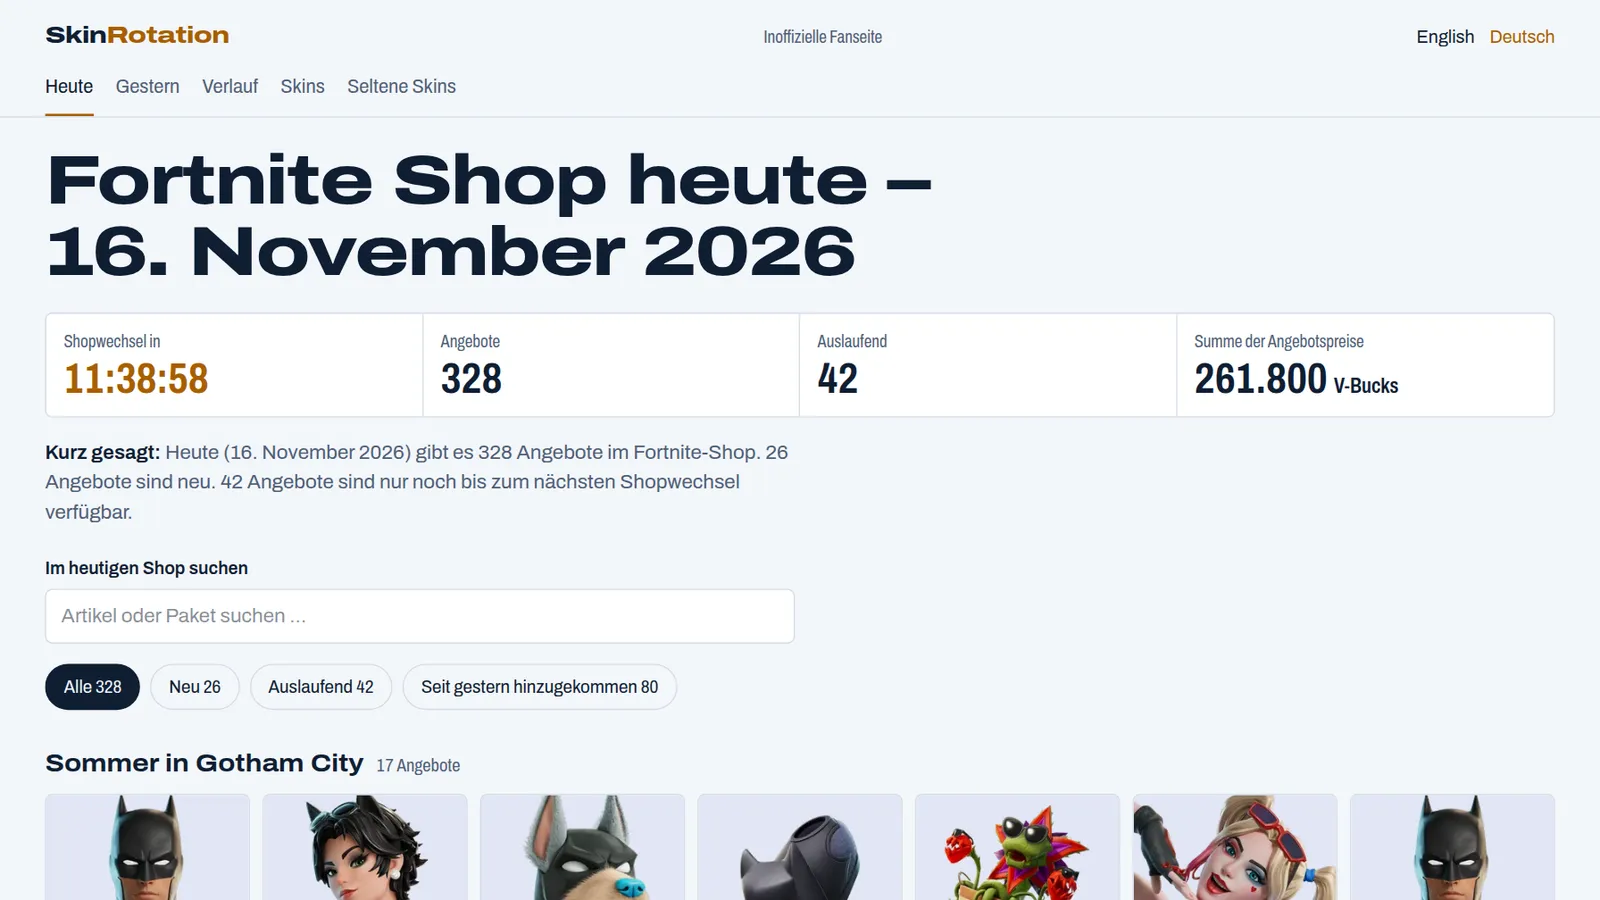 SkinRotation
Inoffizielle Fanseite
English Deutsch
Heute Gestern Verlauf Skins Seltene Skins
Fortnite Shop heute –
16. November 2026
Shopwechsel in
11:38:58
Angebote
328
Auslaufend
42
Summe der Angebotspreise
261.800 V-Bucks
Kurz gesagt: Heute (16. November 2026) gibt es 328 Angebote im Fortnite-Shop. 26
Angebote sind neu. 42 Angebote sind nur noch bis zum nächsten Shopwechsel
verfügbar.
Im heutigen Shop suchen
Artikel oder Paket suchen …
Alle 328 Neu 26 Auslaufend 42 Seit gestern hinzugekommen 80
Sommer in Gotham City 17 Angebote